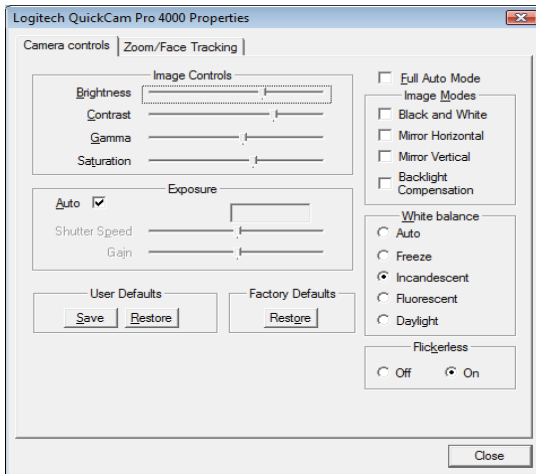 Logitech QuickCam Pro 4000 Properties
Camera controls
Zoom/Face Tracking
Image Controls
Brightness
Contrast
Gamma
Saturation
Exposure
Auto
Shutter Speed
Gain
User Defaults
Save
Restore
Factory Defaults
Restore
Full Auto Mode
Image Modes
Black and White
Mirror Horizontal
Mirror Vertical
Backlight
Compensation
White balance
Auto
Freeze
Incandescent
Fluorescent
Daylight
Flickerless
Off
On
Close